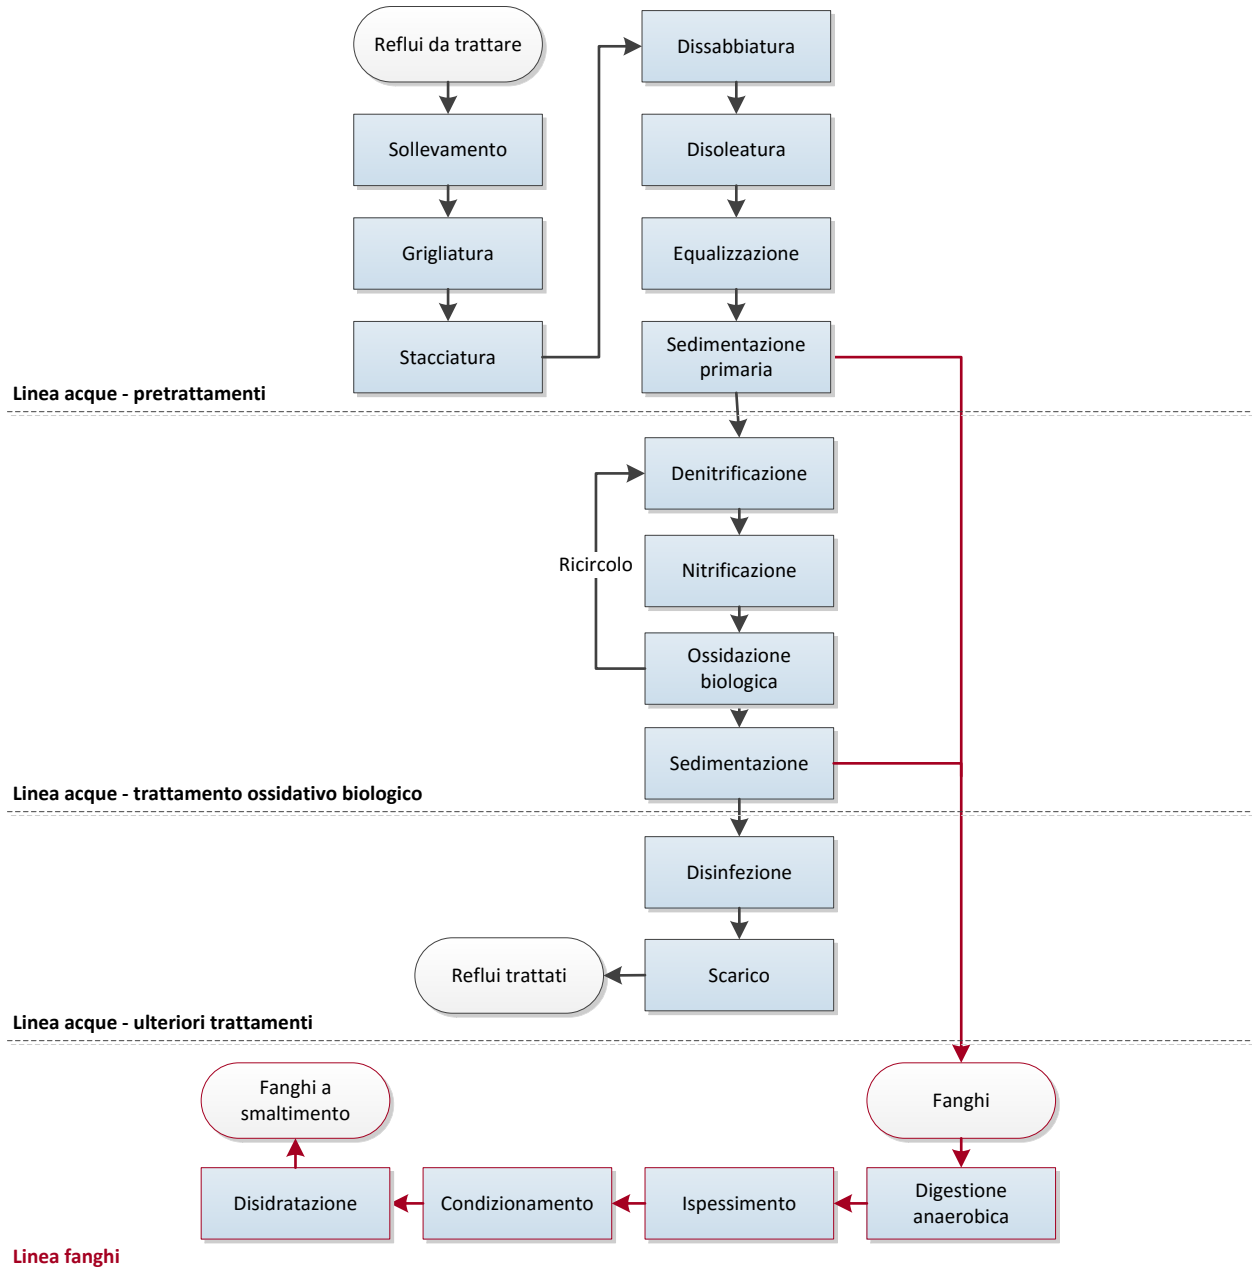 Reflui da trattare
Sollevamento
Grigliatura
Stacciatura
Dissabbiatura
Disoleatura
Equalizzazione
Sedimentazione
primaria
Linea acque - pretrattamenti
Denitrificazione
Nitrificazione
Ricircolo
Ossidazione
biologica
Sedimentazione
Linea acque - trattamento ossidativo biologico
Disinfezione
Scarico
Reflui trattati
Linea acque - ulteriori trattamenti
Fanghi
Digestione
anaerobica
Ispessimento
Condizionamento
Disidratazione
Fanghi a
smaltimento
Linea fanghi